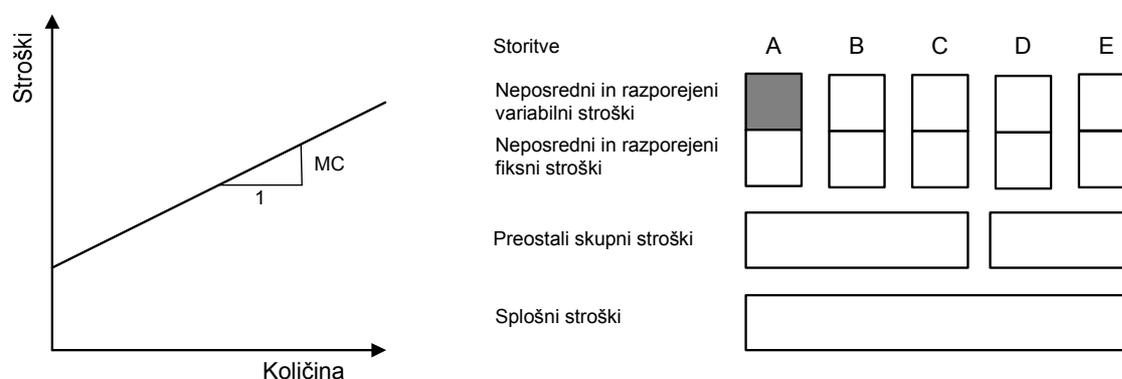 Stroški
MC
1
Količina
Storitve A B C D E
Neposredni in razporejeni
variabilni stroški
Neposredni in razporejeni
fiksni stroški
Preostali skupni stroški
Splošni stroški